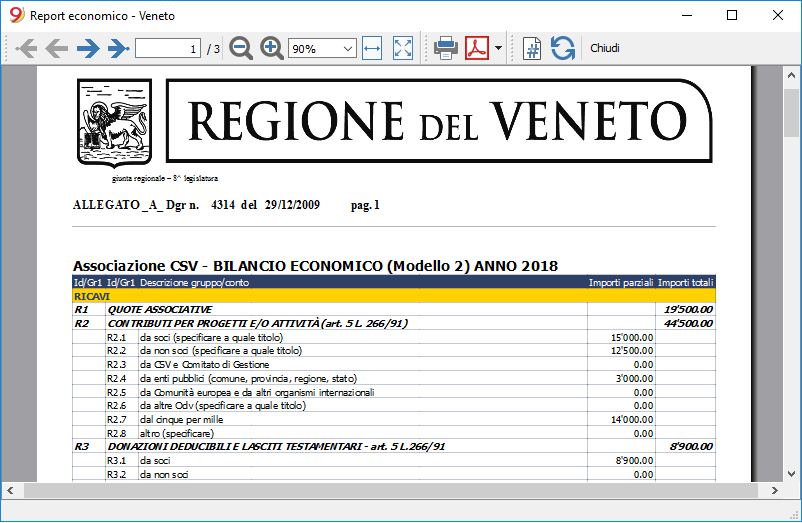 Report economico - Veneto
1 / 3 90% Chiudi
REGIONE DEL VENETO
giunta regionale – 8^ legislatura
ALLEGATO _A_ Dgr n. 4314 del 29/12/2009 pag. 1
Associazione CSV - BILANCIO ECONOMICO (Modello 2) ANNO 2018
Id/Gr1 Id/Gr1 Descrizione gruppo/conto Importi parziali Importi totali
RICAVI
R1 QUOTE ASSOCIATIVE 19'500.00
R2 CONTRIBUTI PER PROGETTI E/O ATTIVITÀ (art. 5 L. 266/91) 44'500.00
R2.1 da soci (specificare a quale titolo) 15'000.00
R2.2 da non soci (specificare a quale titolo) 12'500.00
R2.3 da CSV e Comitato di Gestione 0.00
R2.4 da enti pubblici (comune, provincia, regione, stato) 3'000.00
R2.5 da Comunità europea e da altri organismi internazionali 0.00
R2.6 da altre Odv (specificare a quale titolo) 0.00
R2.7 dal cinque per mille 14'000.00
R2.8 altro (specificare) 0.00
R3 DONAZIONI DEDUCIBILI E LASCITI TESTAMENTARI - art. 5 L.266/91 8'900.00
R3.1 da soci 8'900.00
R3.2 da non soci 0.00